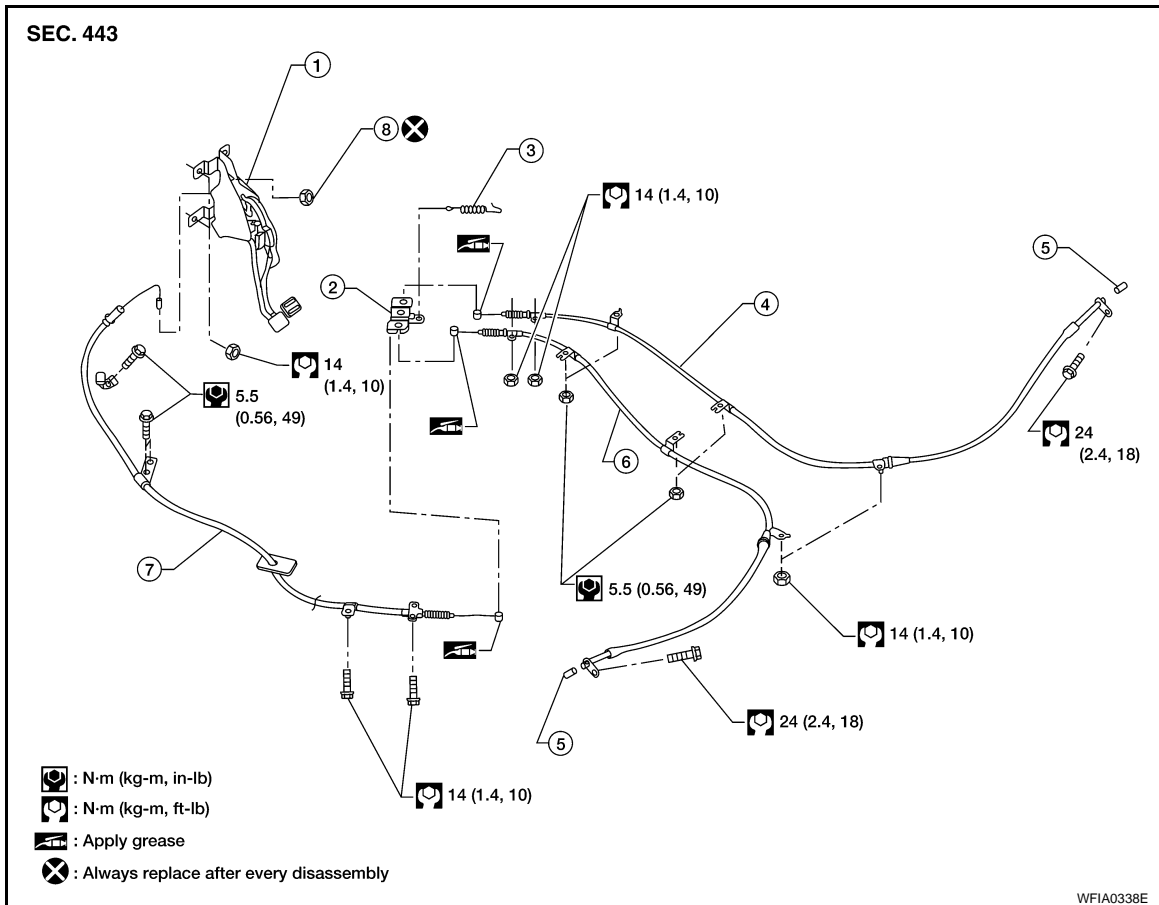 SEC. 443
1
8
3
14 (1.4, 10)
5
2
4
14
(1.4, 10)
5.5
(0.56, 49)
24
(2.4, 18)
6
7
5.5 (0.56, 49)
14 (1.4, 10)
24 (2.4, 18)
5
14 (1.4, 10)
: N·m (kg-m, in-lb)
: N·m (kg-m, ft-lb)
: Apply grease
: Always replace after every disassembly
WFIA0338E